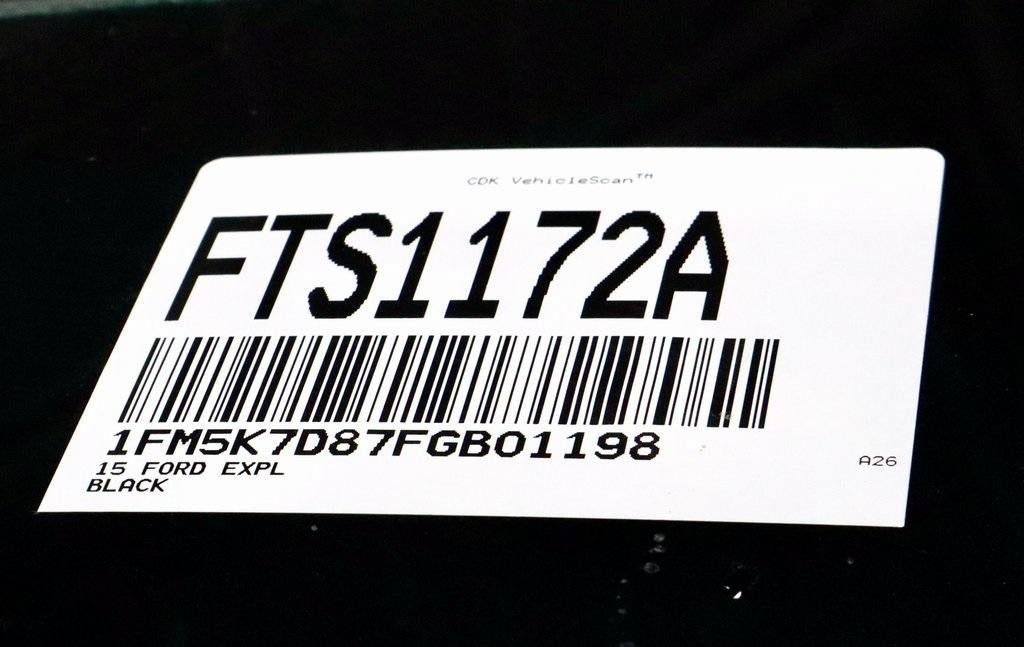 CDK VehicleScan™
FTS1172A
1FM5K7D87FGB01198
15 FORD EXPL
BLACK
A26